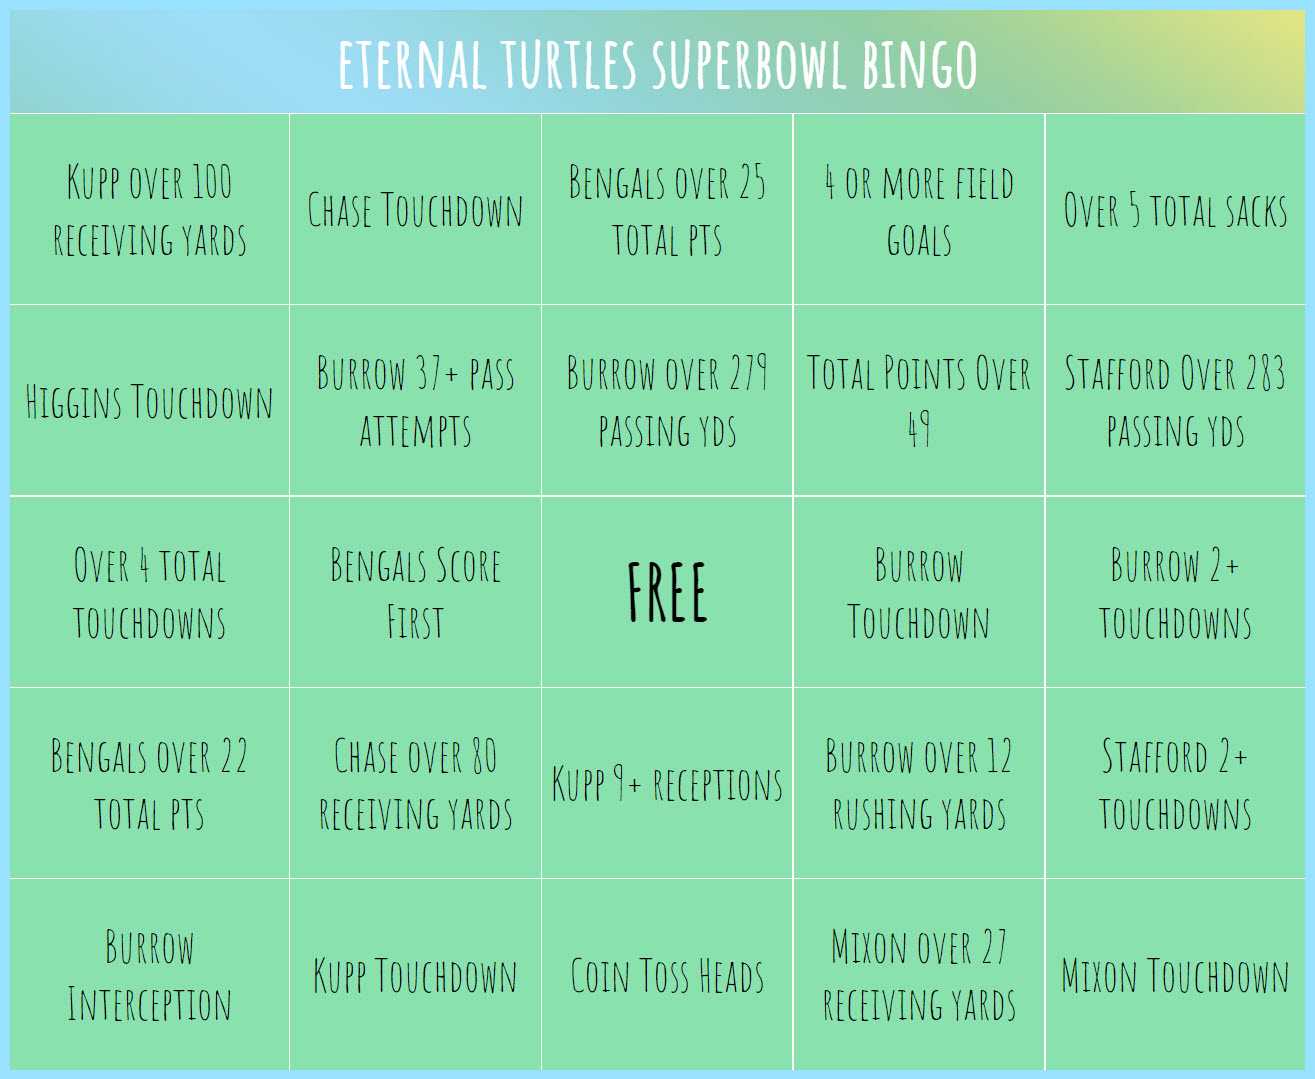 ETERNAL TURTLES SUPERBOWL BINGO
KUPP OVER 100
RECEIVING YARDS
CHASE TOUCHDOWN
BENGALS OVER 25
TOTAL PTS
4 OR MORE FIELD
GOALS
OVER 5 TOTAL SACKS
HIGGINS TOUCHDOWN
BURROW 37+ PASS
ATTEMPTS
BURROW OVER 279
PASSING YDS
TOTAL POINTS OVER
49
STAFFORD OVER 283
PASSING YDS
OVER 4 TOTAL
TOUCHDOWNS
BENGALS SCORE
FIRST
FREE
BURROW
TOUCHDOWN
BURROW 2+
TOUCHDOWNS
BENGALS OVER 22
TOTAL PTS
CHASE OVER 80
RECEIVING YARDS
KUPP 9+ RECEPTIONS
BURROW OVER 12
RUSHING YARDS
STAFFORD 2+
TOUCHDOWNS
BURROW
INTERCEPTION
KUPP TOUCHDOWN
COIN TOSS HEADS
MIXON OVER 27
RECEIVING YARDS
MIXON TOUCHDOWN